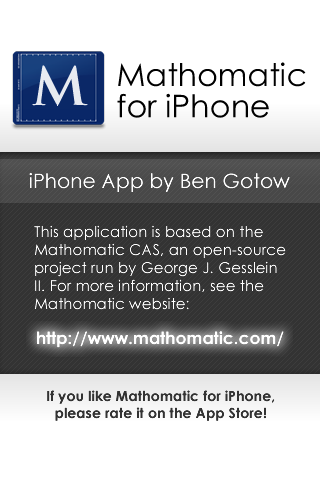 M
Mathomatic
for iPhone
iPhone App by Ben Gotow
This application is based on the
Mathomatic CAS, an open-source
project run by George J. Gesslein
II. For more information, see the
Mathomatic website:
http://www.mathomatic.com/
If you like Mathomatic for iPhone,
please rate it on the App Store!